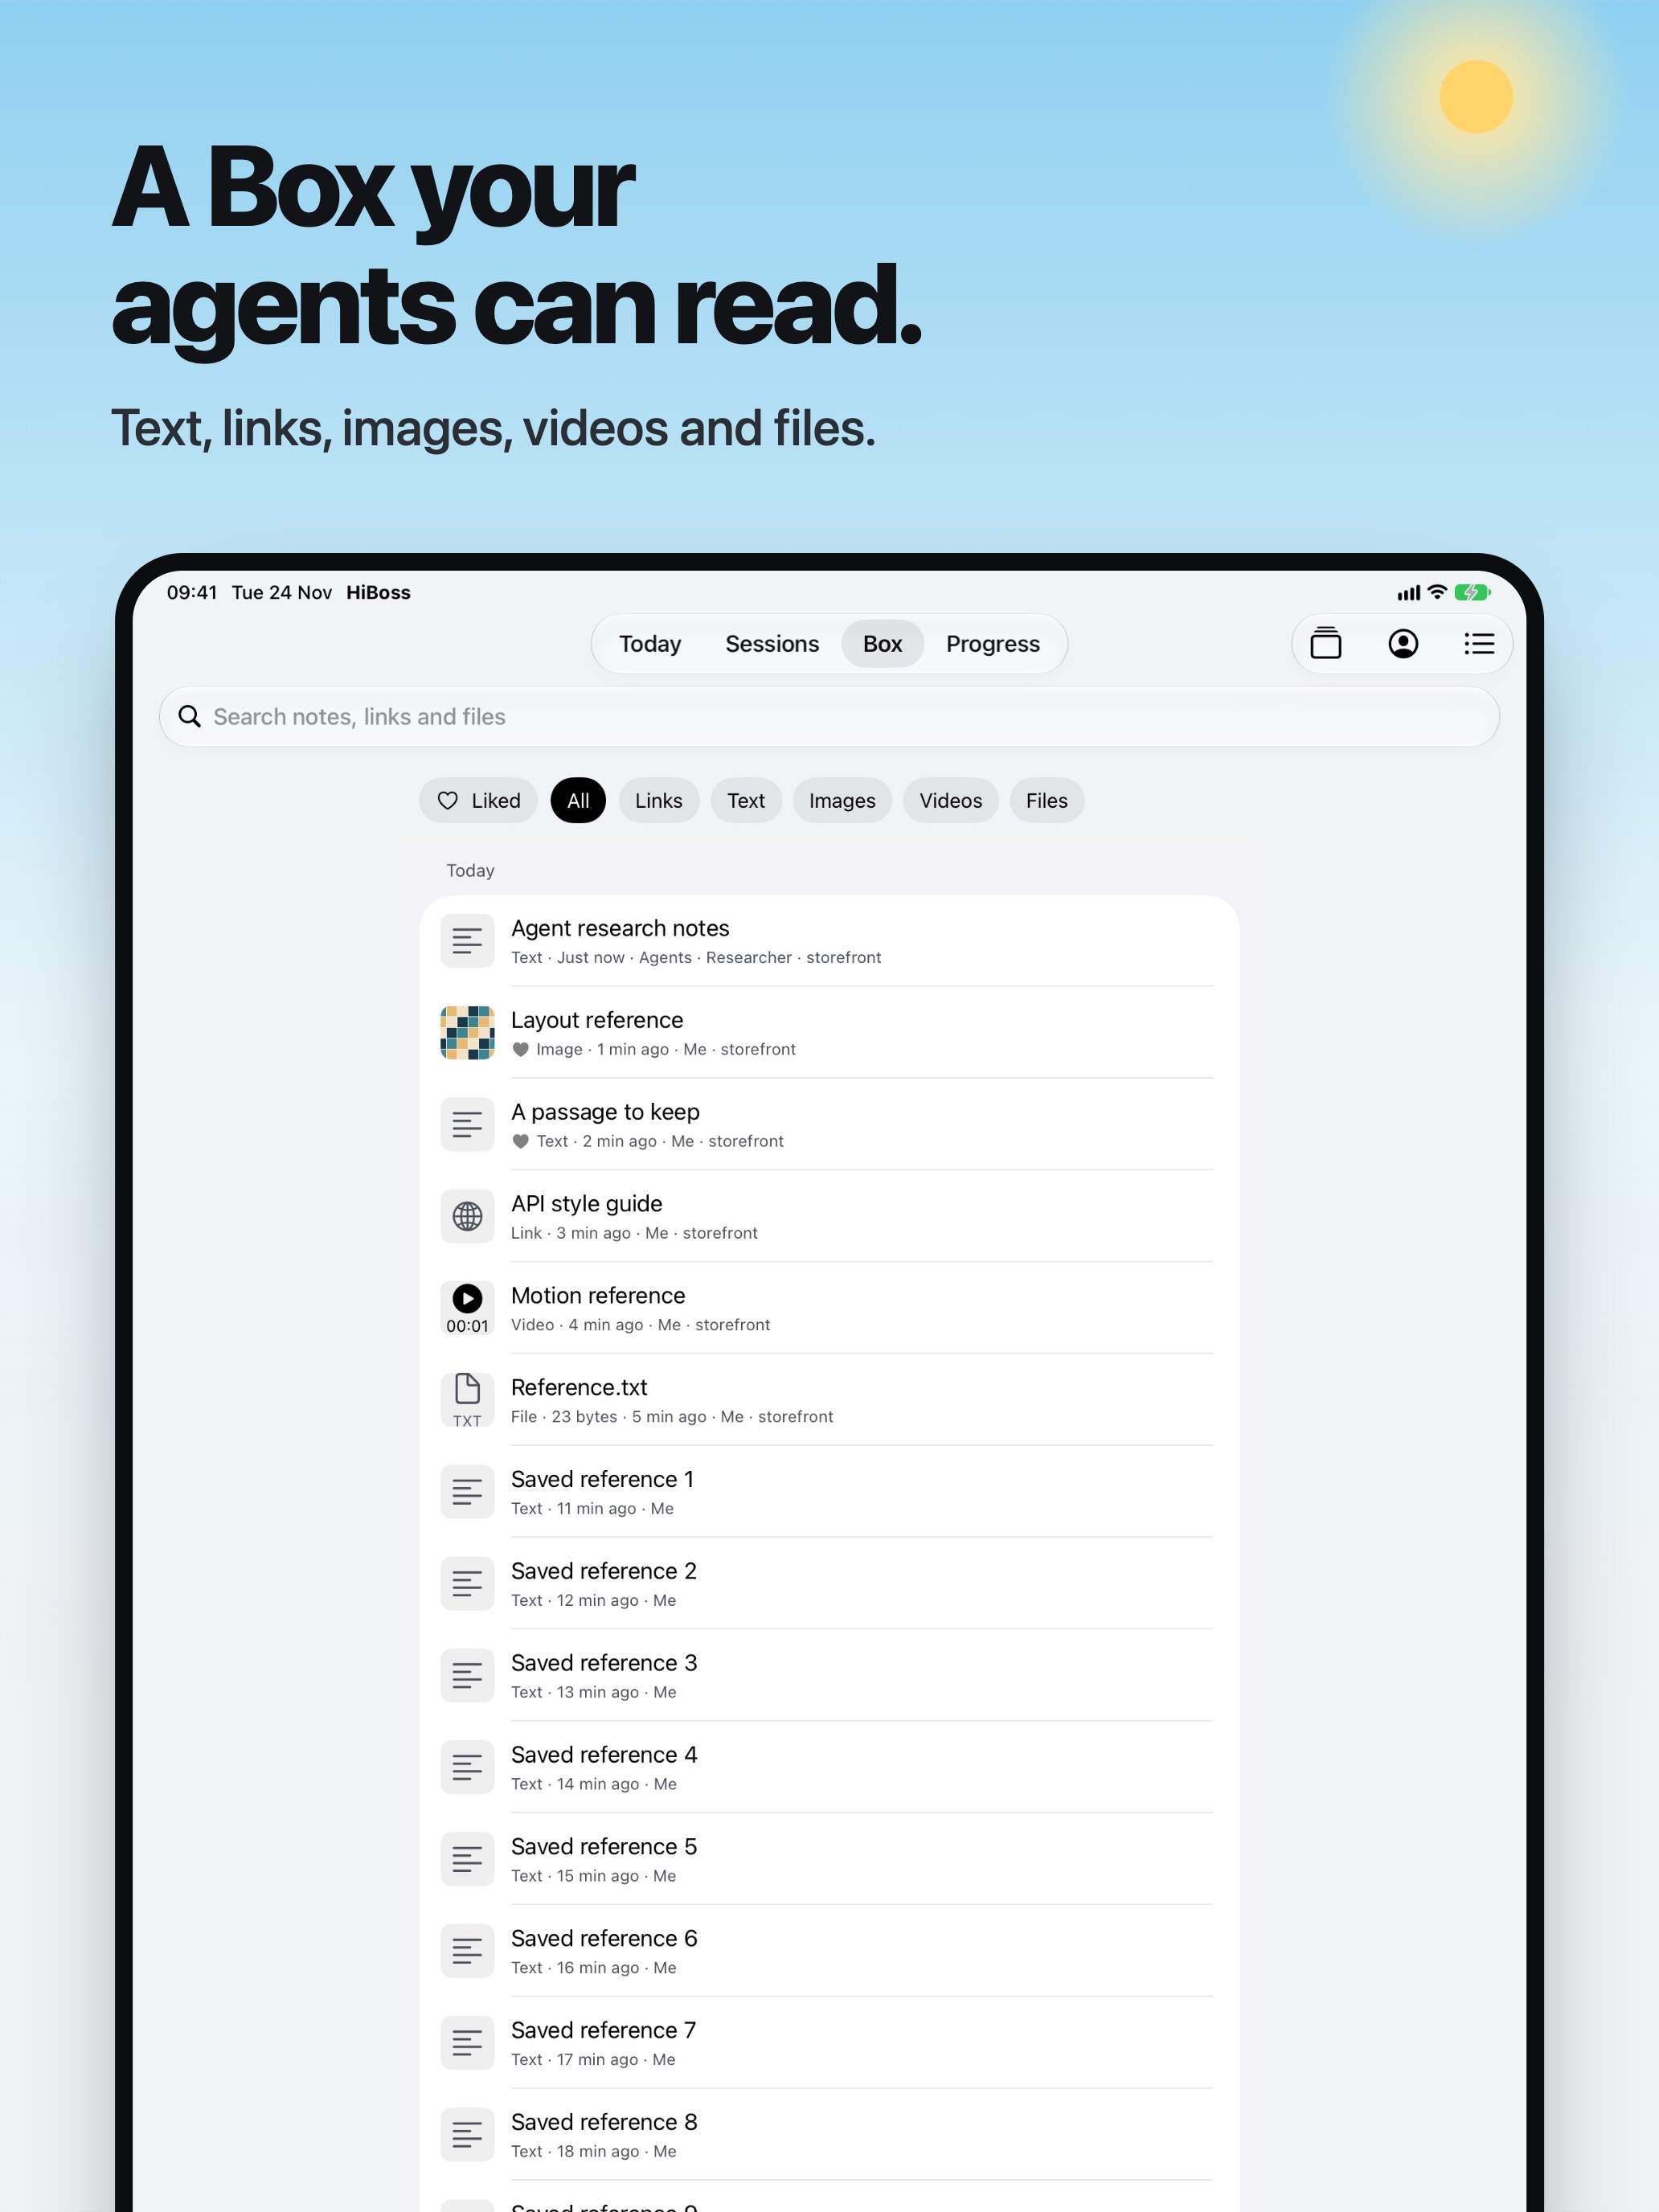 A Box your
agents can read.
Text, links, images, videos and files.
09:41 Tue 24 Nov HiBoss
Today Sessions Box Progress
Search notes, links and files
Liked All Links Text Images Videos Files
Today
Agent research notes
Text · Just now · Agents · Researcher · storefront
Layout reference
Image · 1 min ago · Me · storefront
A passage to keep
Text · 2 min ago · Me · storefront
API style guide
Link · 3 min ago · Me · storefront
Motion reference
00:01
Video · 4 min ago · Me · storefront
Reference.txt
File · 23 bytes · 5 min ago · Me · storefront
TXT
Saved reference 1
Text · 11 min ago · Me
Saved reference 2
Text · 12 min ago · Me
Saved reference 3
Text · 13 min ago · Me
Saved reference 4
Text · 14 min ago · Me
Saved reference 5
Text · 15 min ago · Me
Saved reference 6
Text · 16 min ago · Me
Saved reference 7
Text · 17 min ago · Me
Saved reference 8
Text · 18 min ago · Me
Saved reference 9